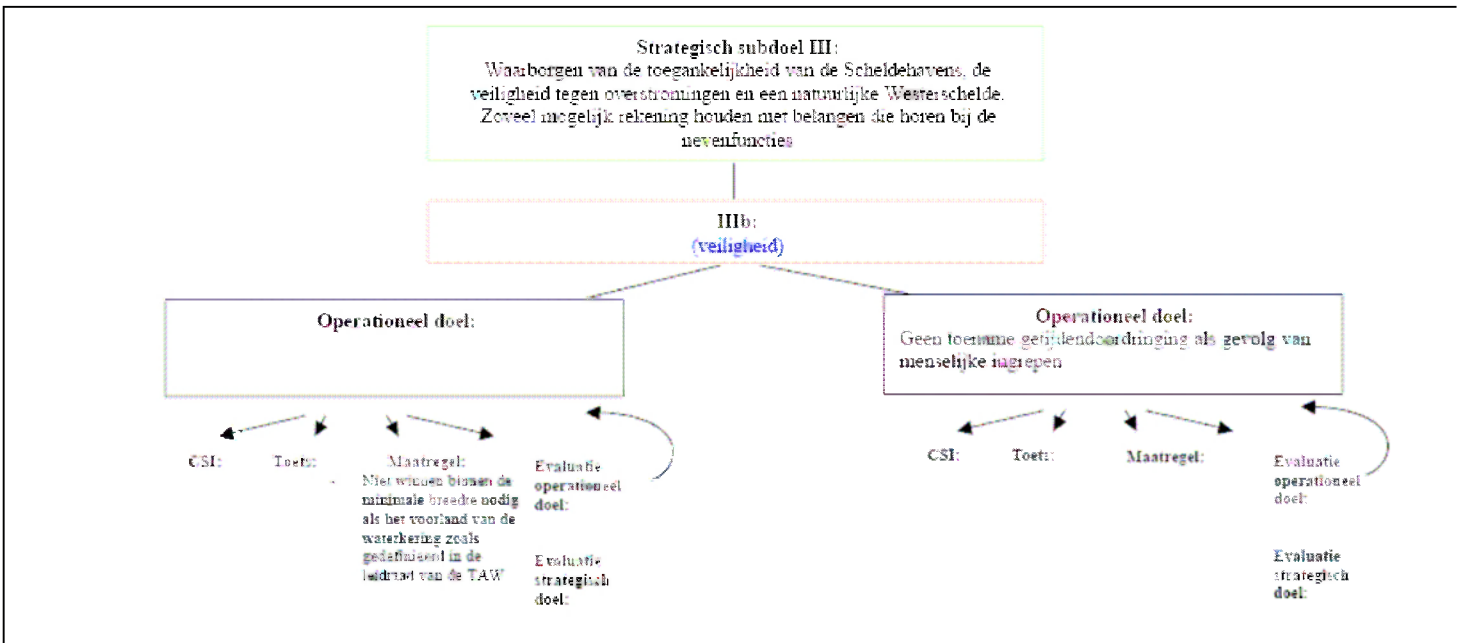 Strategisch subdoel III:
Waarborgen van de toegankelijkheid van de Scheldehavens, de
veiligheid tegen overstromingen en een natuurlijke Westerschelde.
Zoveel mogelijk rekening houden met belangen die horen bij de
nevenfuncties
IIIb:
(veiligheid)
Operationeel doel:
Operationeel doel:
Geen toename getijdendoordringing als gevolg van
menselijke ingrepen
CSI:
Toets:
Maatregel:
Niet winnen binnen de
minimale breedte nodig
als het voorland van de
waterkering zoals
gedefinieerd in de
leidraad van de TAW
Evaluatie
operationeel
doel:
Evaluatie
strategisch
doel:
CSI:
Toets:
Maatregel:
Evaluatie
operationeel
doel:
Evaluatie
strategisch
doel: